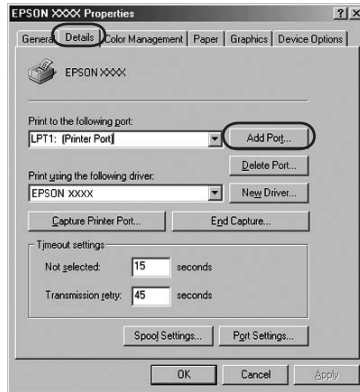 EPSON XXXX Properties
General Details Color Management Paper Graphics Device Options
EPSON XXXX
Print to the following port:
LPT1: (Printer Port) Add Port...
Delete Port...
Print using the following driver:
EPSON XXXX New Driver...
Capture Printer Port... End Capture...
Timeout settings
Not selected: 15 seconds
Transmission retry: 45 seconds
Spool Settings... Port Settings...
OK Cancel Apply